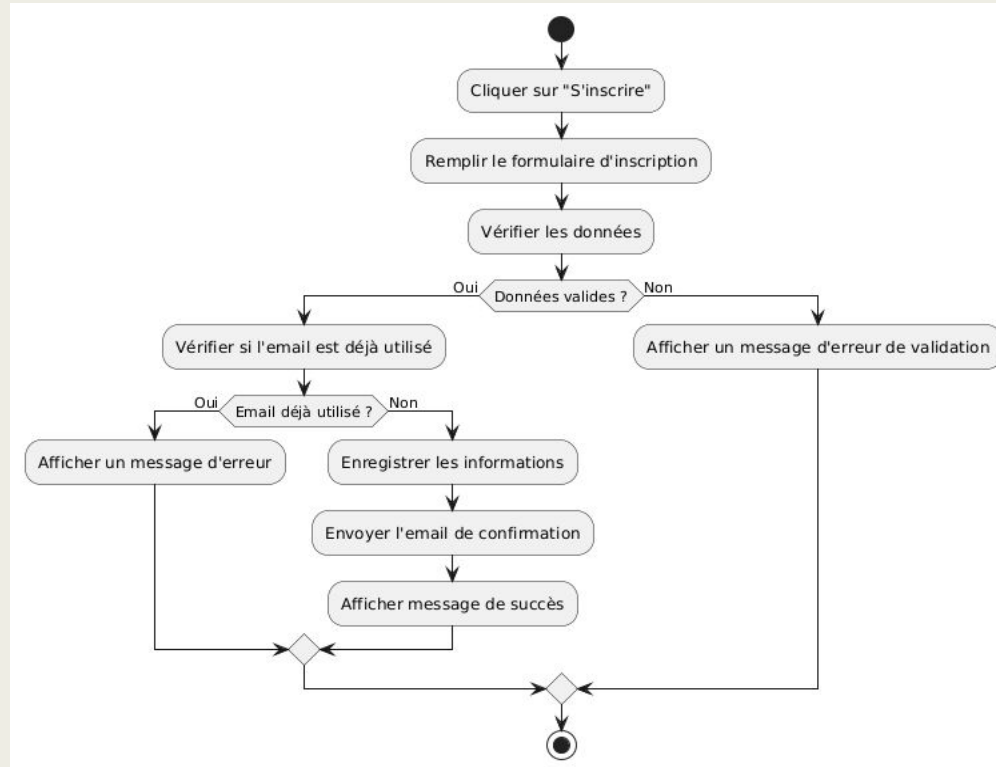 Cliquer sur "S'inscrire"
Remplir le formulaire d'inscription
Vérifier les données
Oui
Données valides ?
Non
Vérifier si l'email est déjà utilisé
Afficher un message d'erreur de validation
Oui
Email déjà utilisé ?
Non
Afficher un message d'erreur
Enregistrer les informations
Envoyer l'email de confirmation
Afficher message de succès